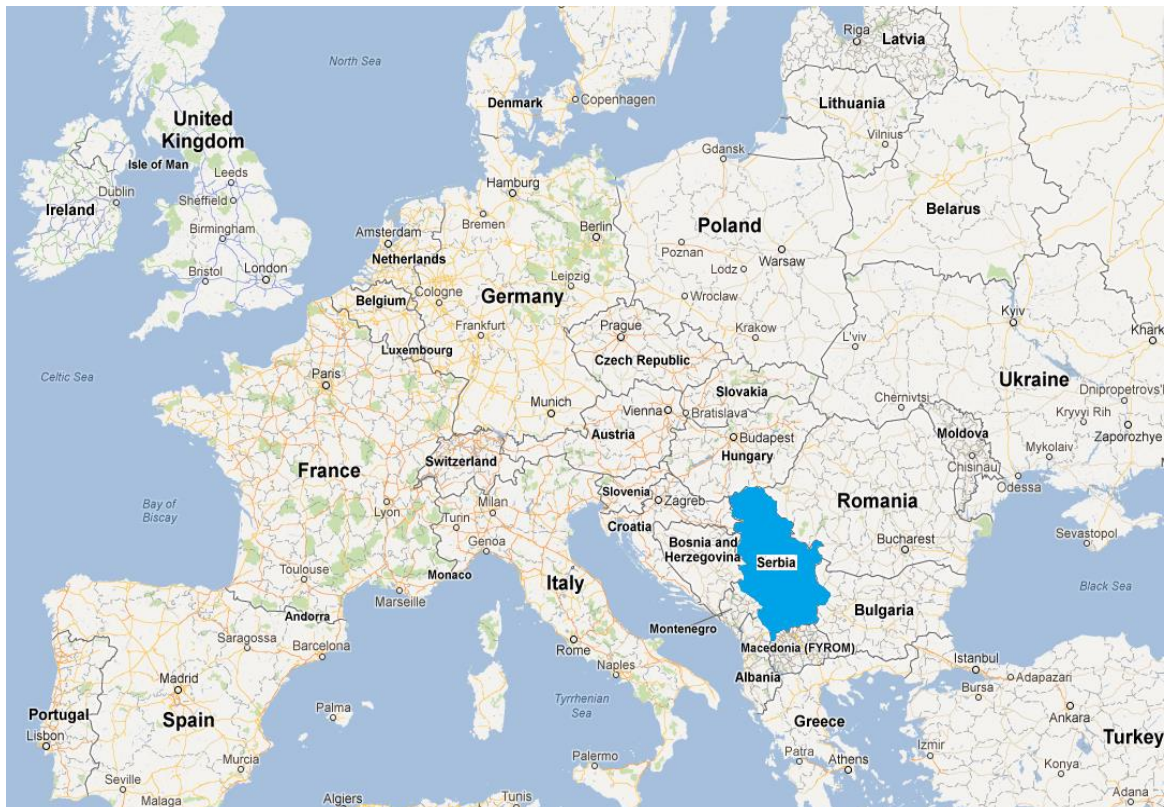 Riga
Latvia
North Sea
Denmark
Copenhagen
Lithuania
Vilnius
United
Kingdom
Isle of Man
Leeds
Dublin
Sheffield
Ireland
Birmingham
Bristol
London
Gdansk
Hamburg
Bremen
Berlin
Belarus
Poland
Poznan
Warsaw
Lodz
Amsterdam
Netherlands
Leipzig
Belgium
Cologne
Germany
Wroclaw
Kyiv
Frankfurt
Prague
Krakow
L'viv
Luxembourg
Czech Republic
Celtic Sea
Paris
Ukraine
Slovakia
Chernivtsi
Dnipropetrovs'l
Kryvyi Rih
Zaporozhye
Munich
Vienna
Bratislava
Austria
Budapest
Hungary
Moldova
Chisinau
Mykolaiv
Odessa
Switzerland
France
Bay of
Biscay
Lyon
Milan
Turin
Slovenia
Zagreb
Croatia
Romania
Genoa
Bosnia and
Herzegovina
Serbia
Bucharest
Sevastopol
Toulouse
Monaco
Marseille
Italy
Black Sea
Andorra
Bulgaria
Montenegro
Saragossa
Barcelona
Rome
Macedonia (FYROM)
Naples
Albania
Istanbul
Adapazari
Bursa
Madrid
Palma
Tyrrhenian
Sea
Portugal
Lisbon
Spain
Greece
Ankara
Turkey
Palermo
Patra
Athens
Izmir
Murcia
Seville
Konya
Malaga
Algiers
Tunis
Adana
Khark